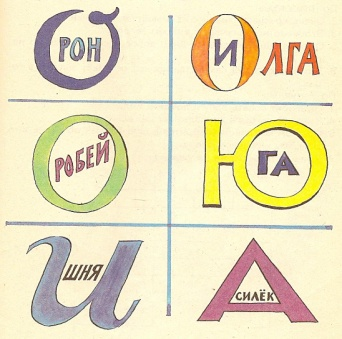 О РОН
О И ЛГА
О РОБЕЙ
Ю ГА
И ШНЯ
А СИЛЁК